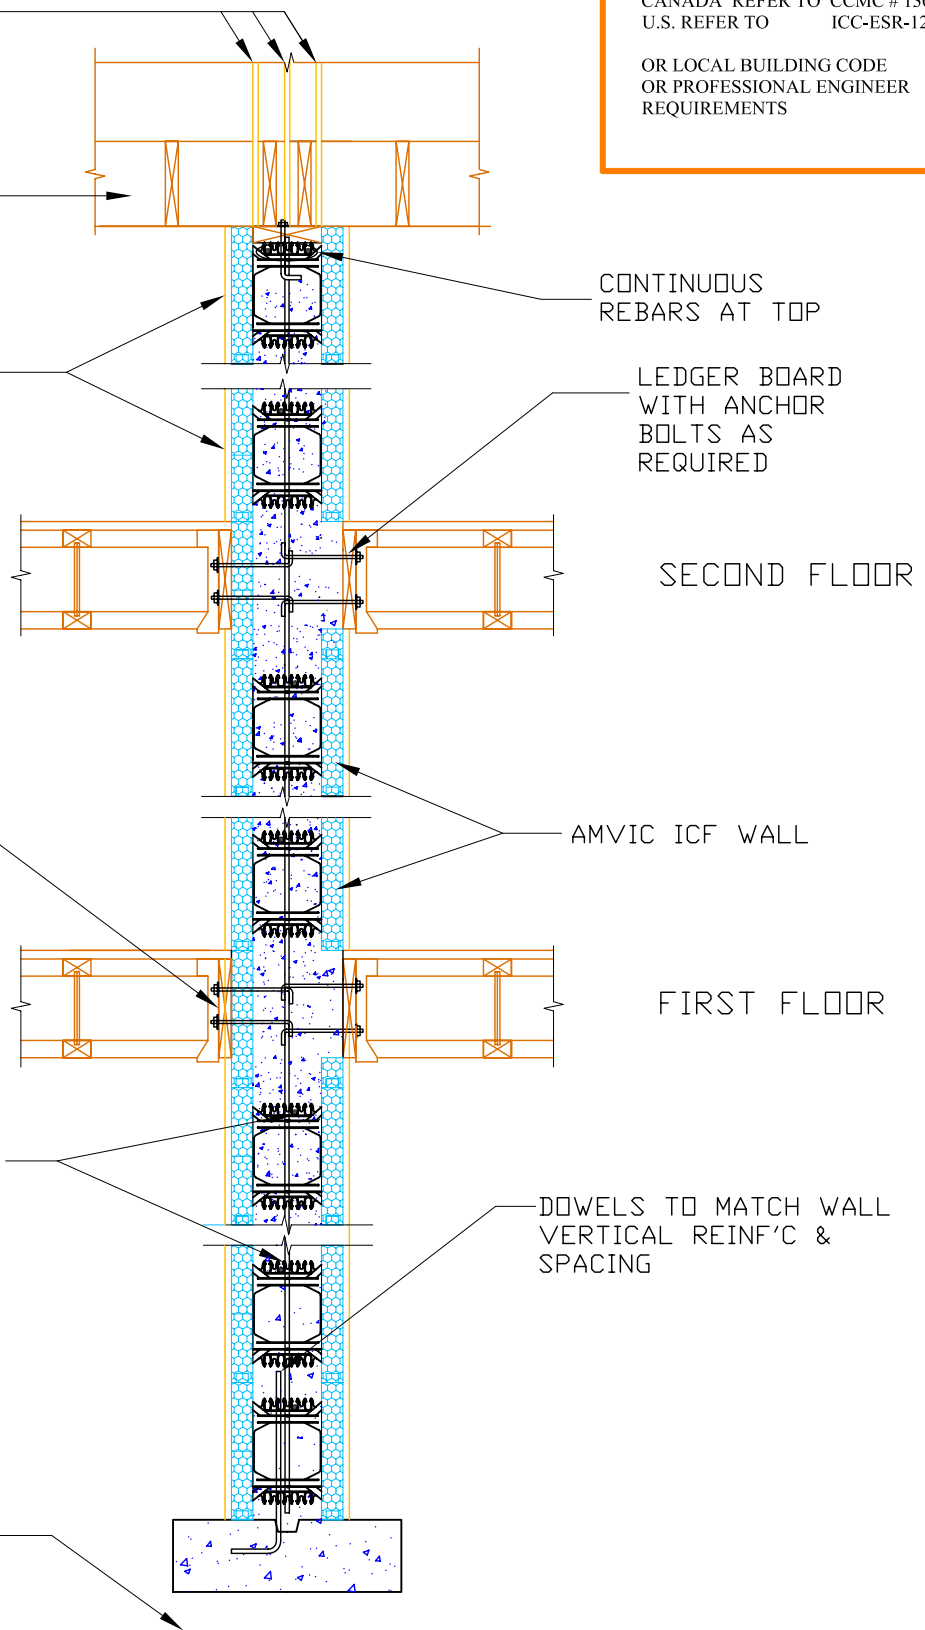 U.S. REFER TO ICC-ESR-12
OR LOCAL BUILDING CODE
OR PROFESSIONAL ENGINEER
REQUIREMENTS
CONTINUOUS
REBARS AT TOP
LEDGER BOARD
WITH ANCHOR
BOLTS AS
REQUIRED
SECOND FLOOR
AMVIC ICF WALL
FIRST FLOOR
DOWELS TO MATCH WALL
VERTICAL REINF'C &
SPACING